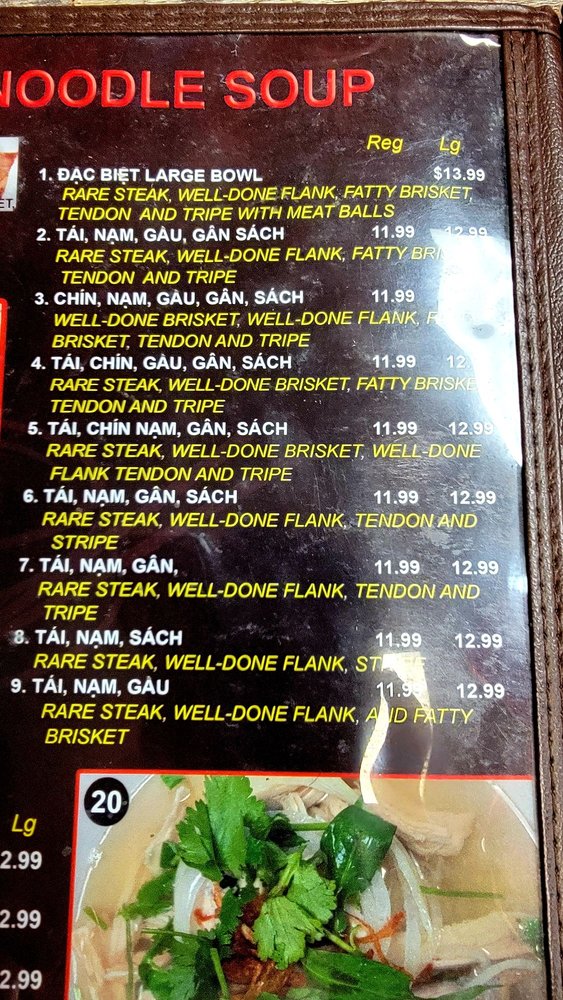 NOODLE SOUP
Reg Lg
1. ĐẶC BIỆT LARGE BOWL $13.99
RARE STEAK, WELL-DONE FLANK, FATTY BRISKET,
TENDON AND TRIPE WITH MEAT BALLS
2. TÁI, NẠM, GẦU, GÂN SÁCH 11.99 12.99
RARE STEAK, WELL-DONE FLANK, FATTY
TENDON AND TRIPE
3. CHÍN, NẠM, GẦU, GÂN, SÁCH 11.99
WELL-DONE BRISKET, WELL-DONE FLANK,
BRISKET, TENDON AND TRIPE
4. TÁI, CHÍN, GẦU, GÂN, SÁCH 11.99
RARE STEAK, WELL-DONE BRISKET, FATTY BRISKET,
TENDON AND TRIPE
5. TÁI, CHÍN NẠM, GÂN, SÁCH 11.99 12.99
RARE STEAK, WELL-DONE BRISKET, WELL-DONE
FLANK TENDON AND TRIPE
6. TÁI, NẠM, GÂN, SÁCH 11.99 12.99
RARE STEAK, WELL-DONE FLANK, TENDON AND
STRIPE
7. TÁI, NẠM, GÂN, 11.99 12.99
RARE STEAK, WELL-DONE FLANK, TENDON AND
TRIPE
8. TÁI, NẠM, SÁCH 11.99 12.99
RARE STEAK, WELL-DONE FLANK,
9. TÁI, NẠM, GẦU 11.99 12.99
RARE STEAK, WELL-DONE FLANK, AND FATTY
BRISKET
20
Lg
2.99
2.99
2.99